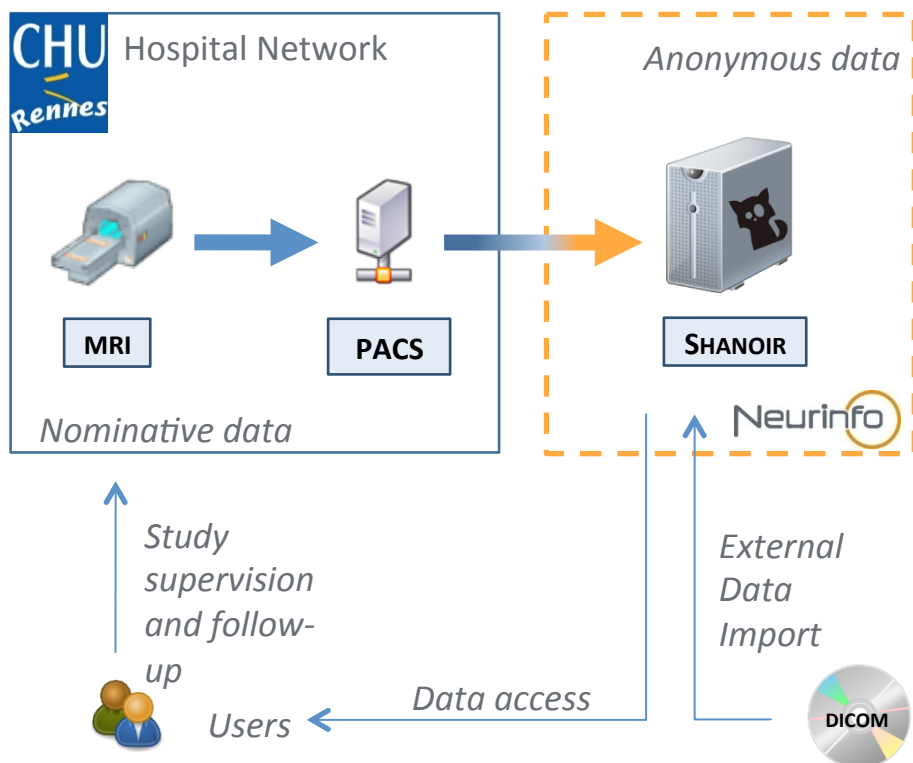 CHU
Rennes
Hospital Network
Anonymous data
MRI
PACS
SHANOIR
Nominative data
Neurinfo
Study
supervision
and follow-
up
External
Data
Import
Users
Data access
DICOM